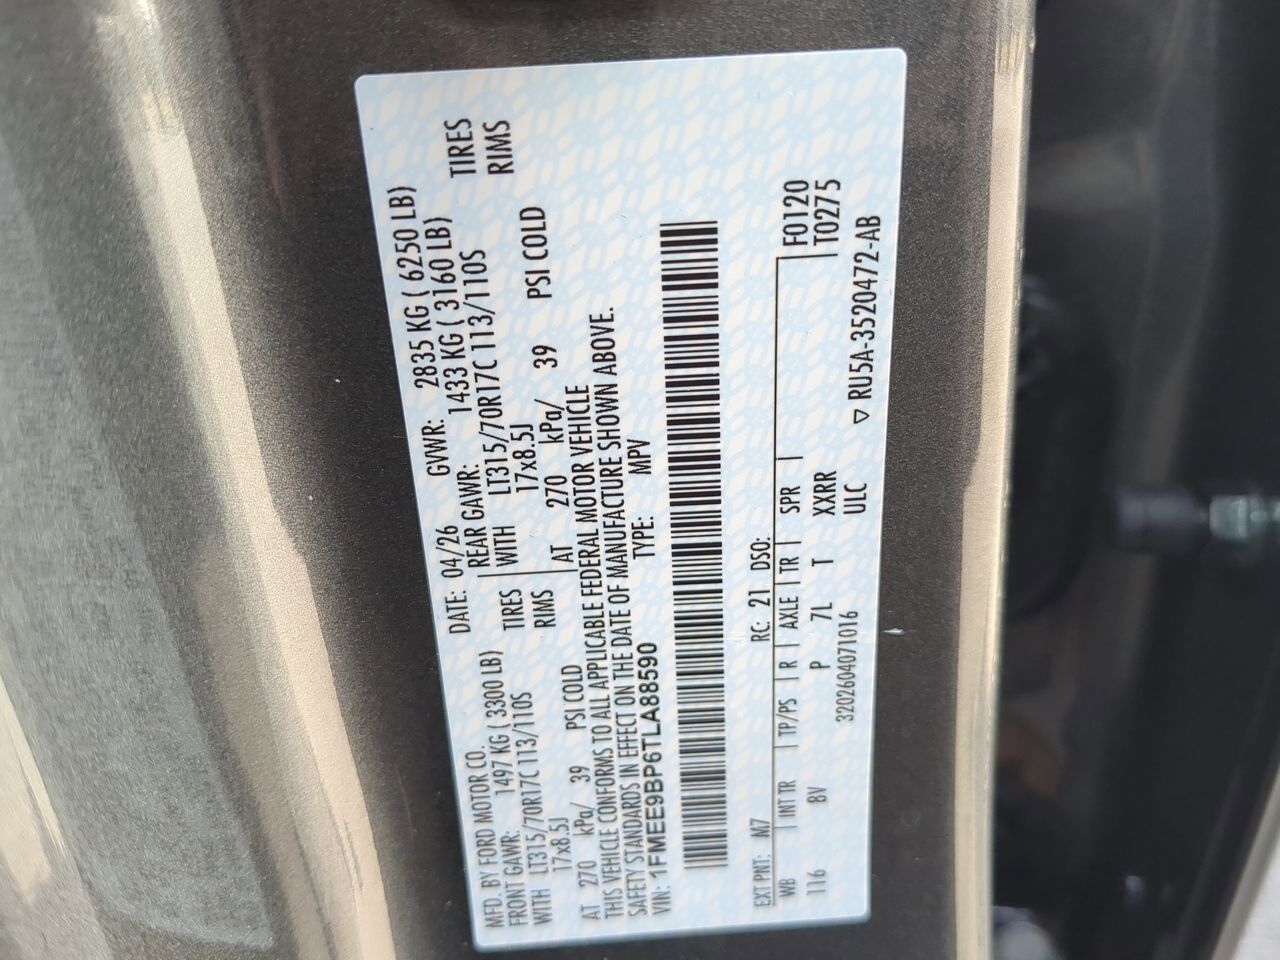 MFD. BY FORD MOTOR CO.
DATE: 04/26 GVWR: 2835 KG ( 6250 LB)
FRONT GAWR: 1497 KG ( 3300 LB) REAR GAWR: 1433 KG ( 3160 LB)
WITH LT315/70R17C 113/110S TIRES WITH LT315/70R17C 113/110S TIRES
17x8.5J RIMS 17x8.5J RIMS
AT 270 kPa/ 39 PSI COLD AT 270 kPa/ 39 PSI COLD
THIS VEHICLE CONFORMS TO ALL APPLICABLE FEDERAL MOTOR VEHICLE
SAFETY STANDARDS IN EFFECT ON THE DATE OF MANUFACTURE SHOWN ABOVE.
VIN: 1FMEE9BP6TLA88590 TYPE: MPV
EXT PNT: M7 RC: 21 DSO:
WB INT TR TP/PS R AXLE TR SPR F0120
116 8V P 7L T XXRR T0275
3202604071016 ULC
▽ RU5A-3520472-AB